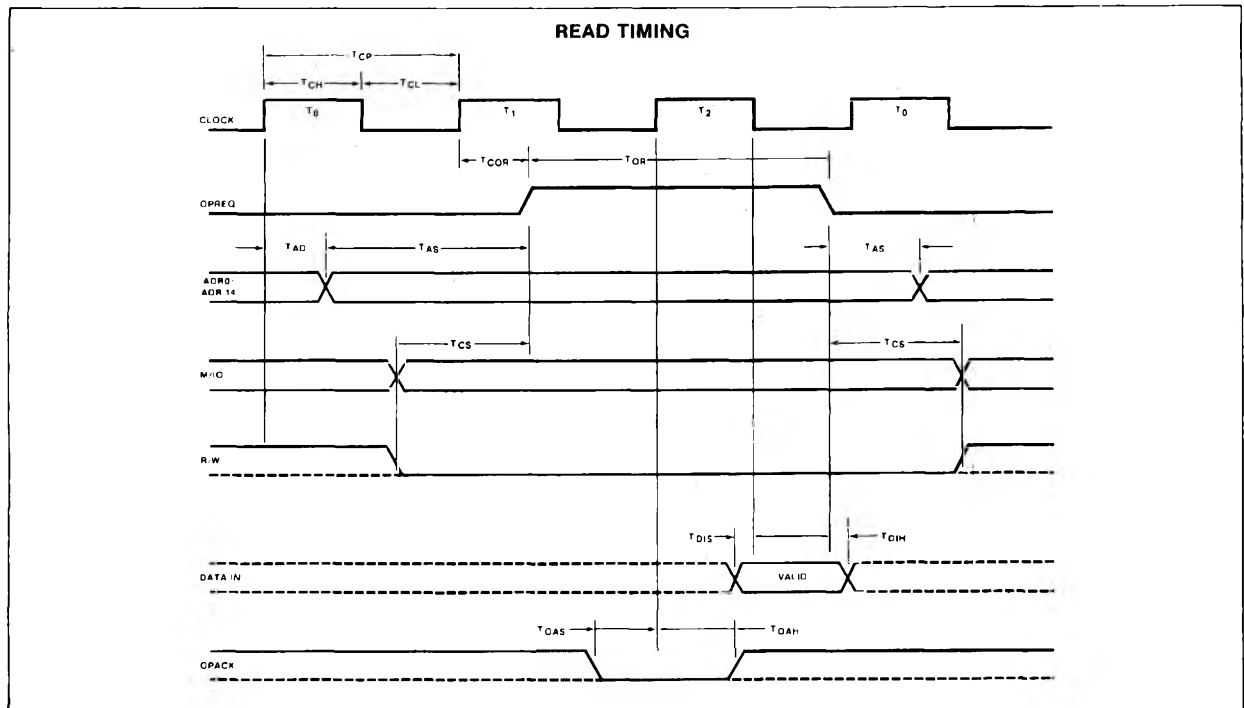 READ TIMING
TCP
TCH TCL
CLOCK T0 T1 T2 T0
TCOR TOR
OPREQ
TAD TAS TAS
ADR0-
ADR 14
TCS TCS
M/IO
R/W
TDIS TDIH
DATA IN VALID
TOAS TOAH
OPACK